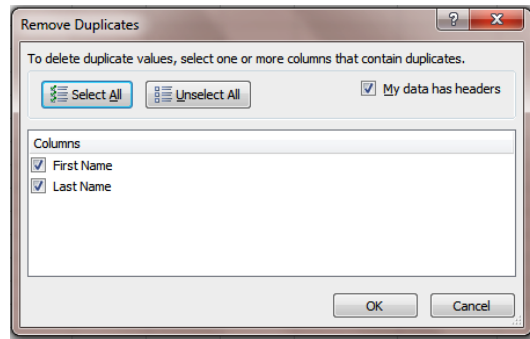 Remove Duplicates
To delete duplicate values, select one or more columns that contain duplicates.
Select All Unselect All My data has headers
Columns
First Name
Last Name
OK Cancel